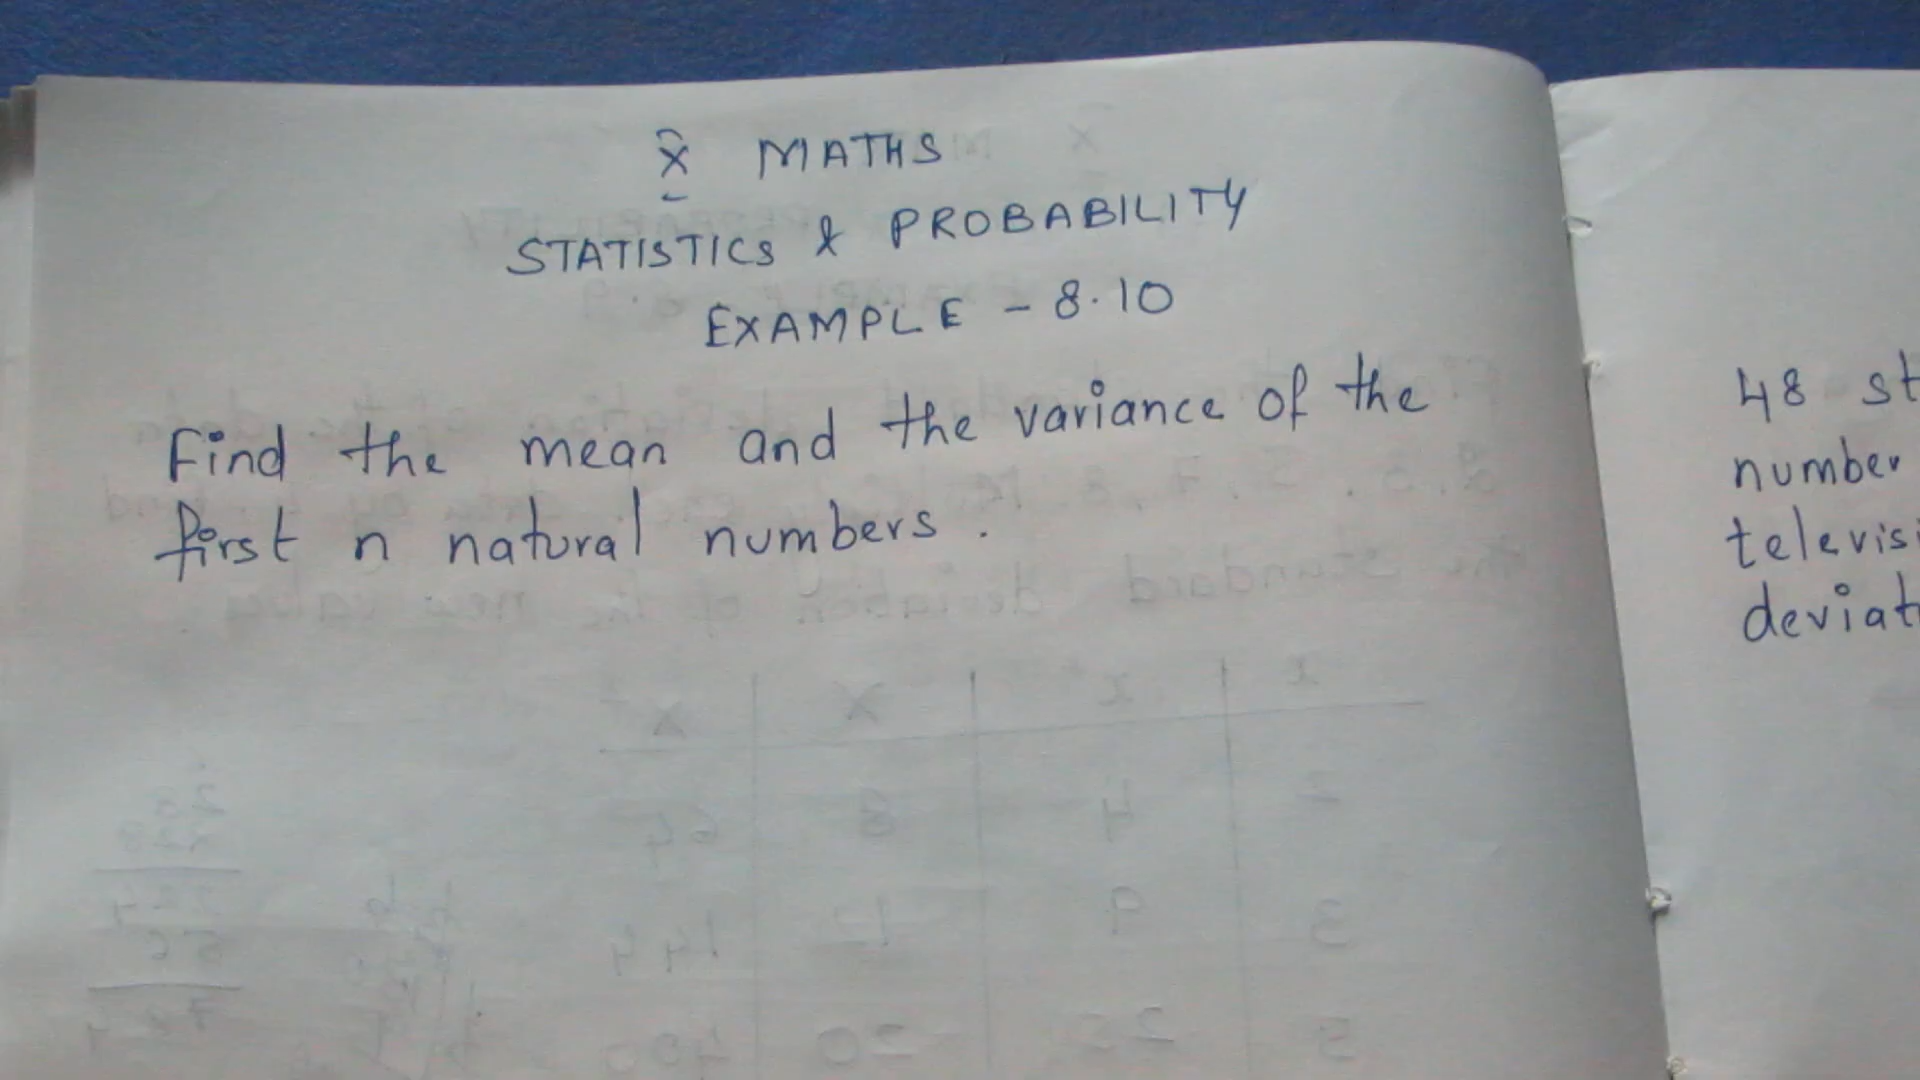 X MATHS
STATISTICS & PROBABILITY
EXAMPLE - 8.10
Find the mean and the variance of the
first n natural numbers.
48 st
number
televisi
deviat